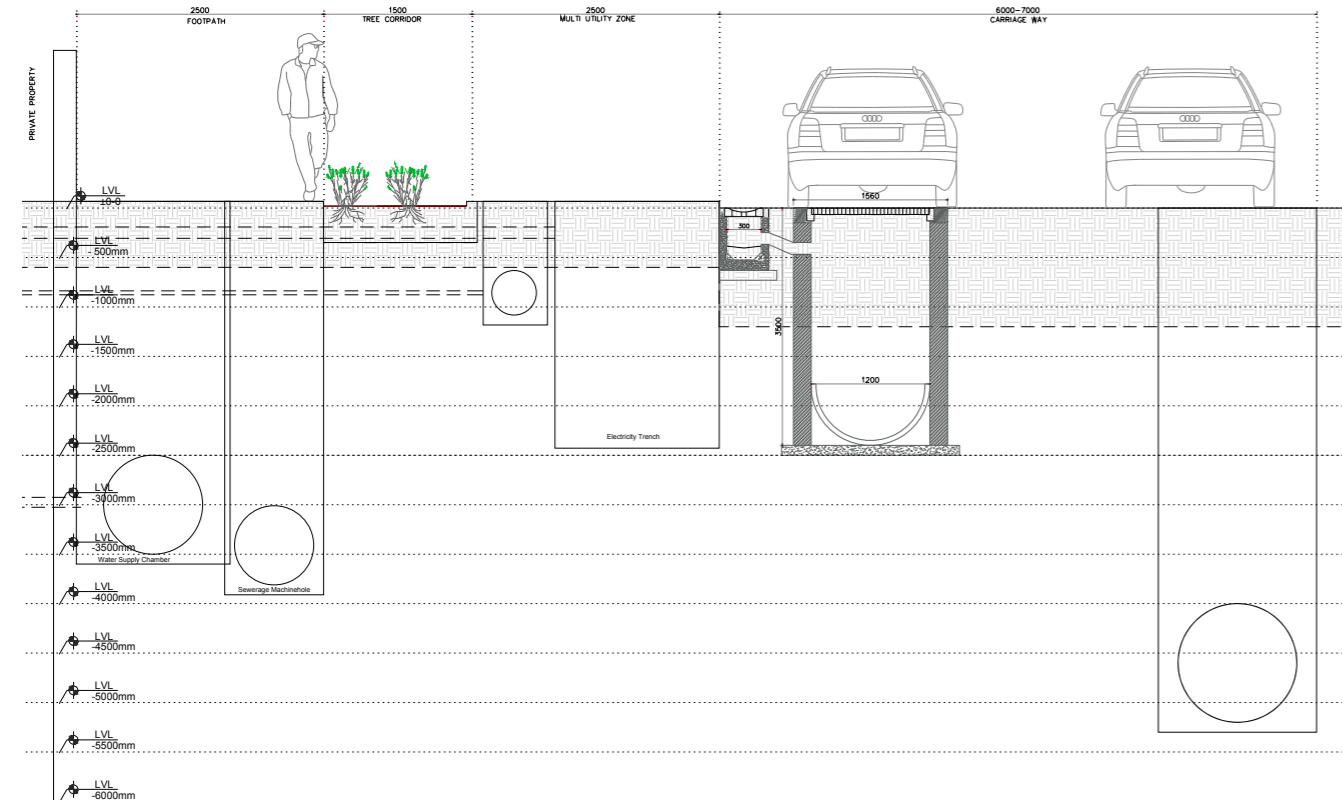 2500
FOOTPATH
1500
TREE CORRIDOR
2500
MULTI UTILITY ZONE
6000-7000
CARRIAGE WAY
PRIVATE PROPERTY
LVL
±0-0
LVL
-500mm
LVL
-1000mm
LVL
-1500mm
LVL
-2000mm
LVL
-2500mm
LVL
-3000mm
LVL
-3500mm
LVL
-4000mm
LVL
-4500mm
LVL
-5000mm
LVL
-5500mm
LVL
-6000mm
1560
300
3500
1200
Electricity Trench
Water Supply Chamber
Sewerage Machinehole